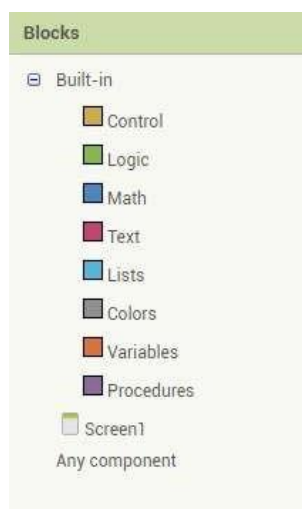 Blocks
Built-in
Control
Logic
Math
Text
Lists
Colors
Variables
Procedures
Screen1
Any component